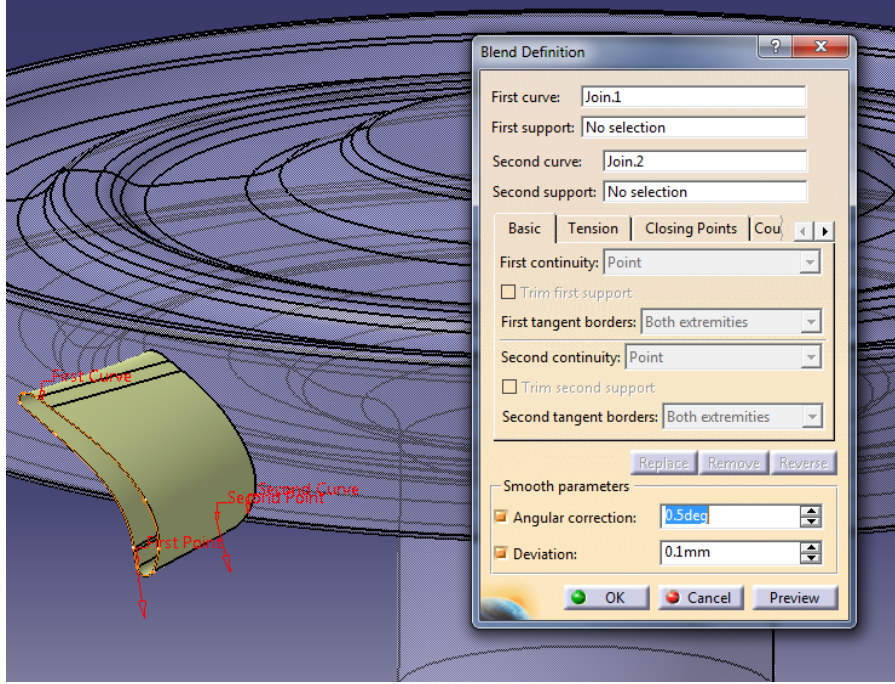 Blend Definition
?
X
First curve: Join.1
First support: No selection
Second curve: Join.2
Second support: No selection
Basic Tension Closing Points Cou
First continuity: Point
Trim first support
First tangent borders: Both extremities
Second continuity: Point
Trim second support
Second tangent borders: Both extremities
Replace Remove Reverse
Smooth parameters
Angular correction: 0.5deg
Deviation: 0.1mm
OK Cancel Preview
First Curve
Second Curve
Second Point
First Point